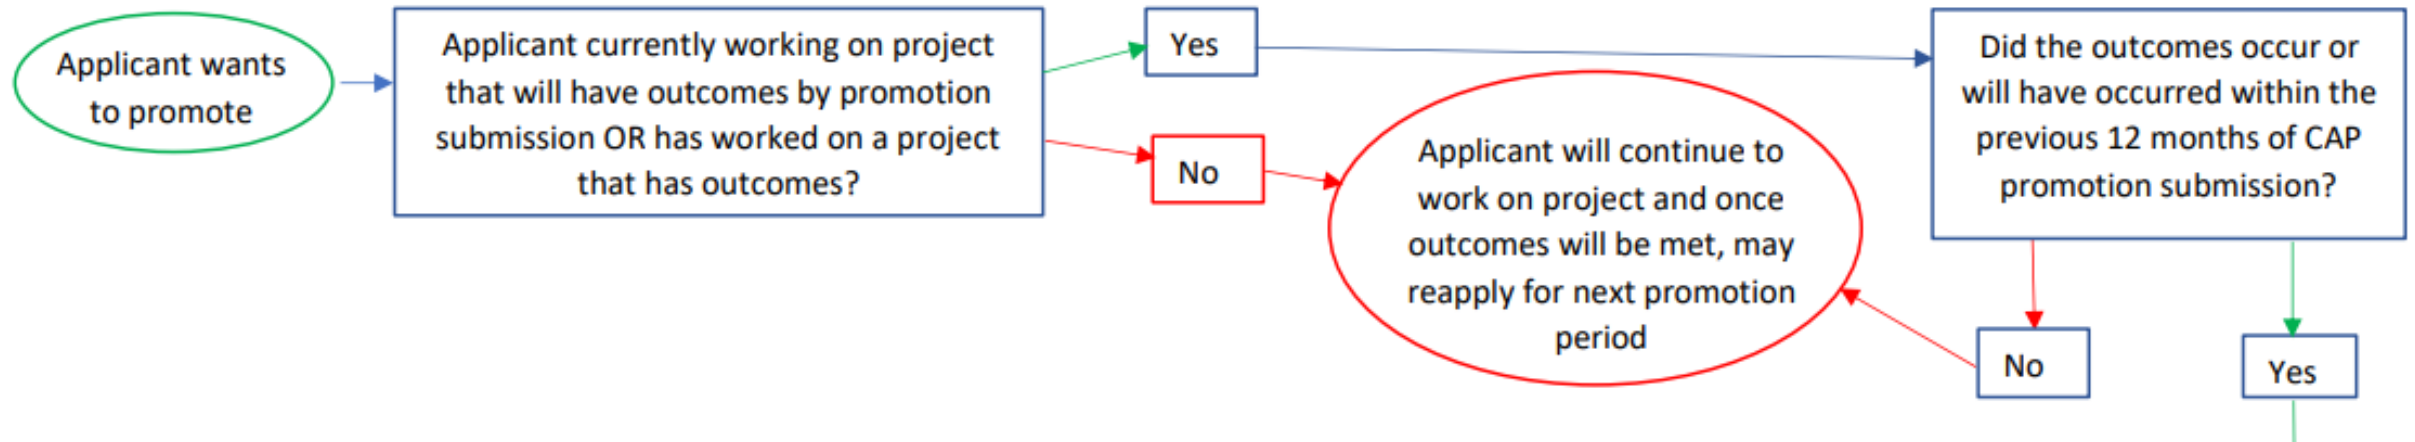 Applicant wants
to promote
Applicant currently working on project
that will have outcomes by promotion
submission OR has worked on a project
that has outcomes?
Yes
No
Applicant will continue to
work on project and once
outcomes will be met, may
reapply for next promotion
period
Did the outcomes occur or
will have occurred within the
previous 12 months of CAP
promotion submission?
No
Yes